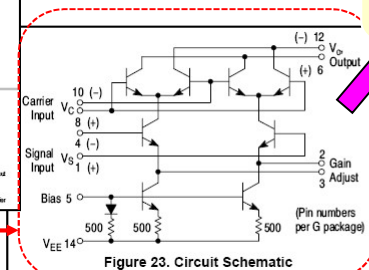 (-) 12
Vo,
Output
(+) 6
10 (-)
Carrier
Input
VC
8 (+)
4 (-)
Signal
Input
VS
1 (+)
2
Gain
Adjust
3
Bias 5
500
500
500
(Pin numbers
per G package)
VEE 14
Figure 23. Circuit Schematic